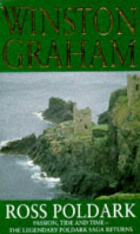 WINSTON
GRAHAM
ROSS POLDARK
PASSION, TIDE AND TIME –
THE LEGENDARY POLDARK SAGA RETURNS